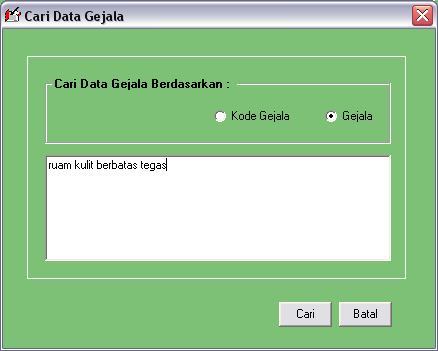 Cari Data Gejala
Cari Data Gejala Berdasarkan :
Kode Gejala Gejala
ruam kulit berbatas tegas
Cari Batal